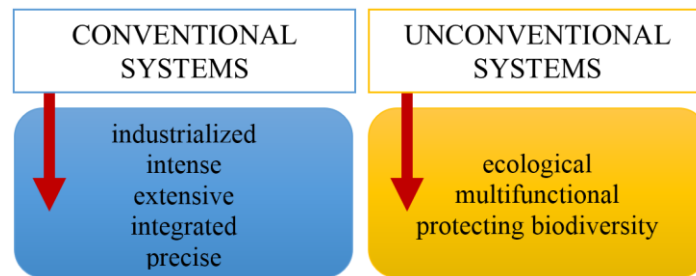 CONVENTIONAL
SYSTEMS
industrialized
intense
extensive
integrated
precise
UNCONVENTIONAL
SYSTEMS
ecological
multifunctional
protecting biodiversity